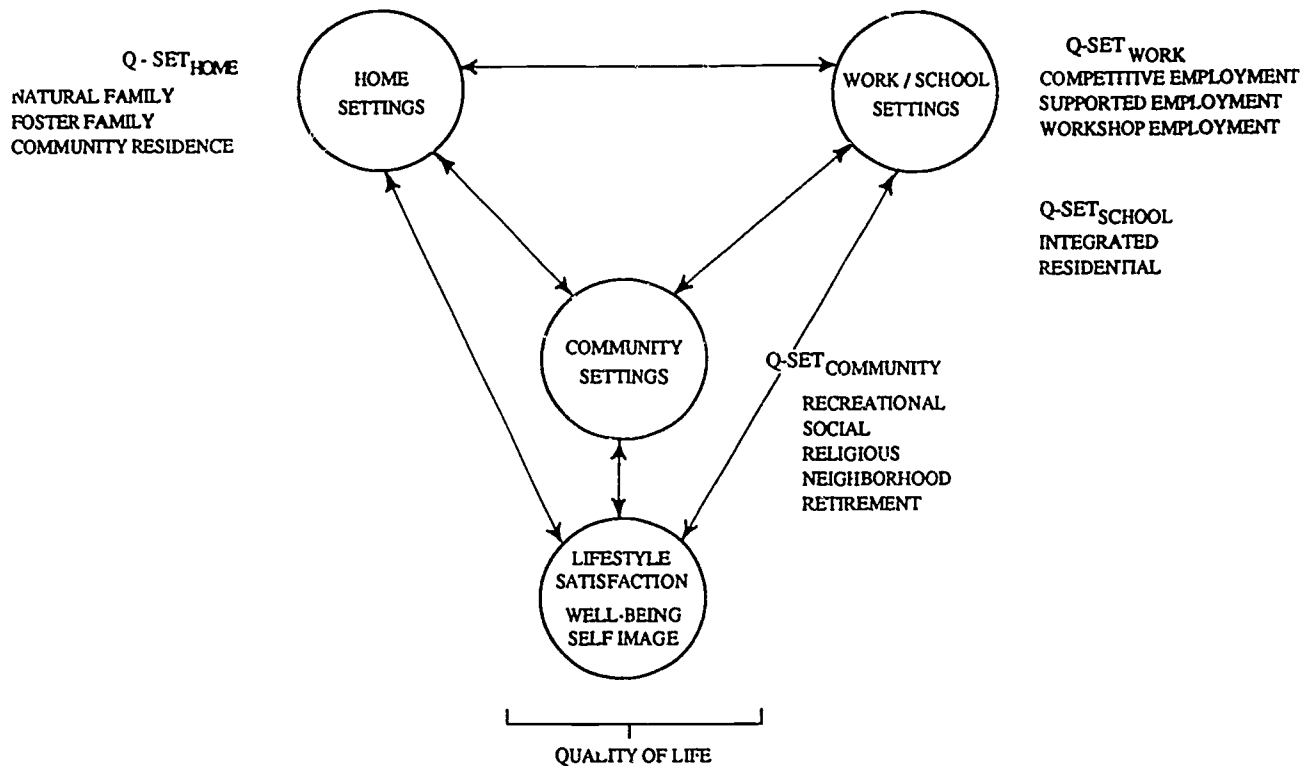 Q - SET HOME
NATURAL FAMILY
FOSTER FAMILY
COMMUNITY RESIDENCE
HOME
SETTINGS
WORK / SCHOOL
SETTINGS
Q-SET WORK
COMPETITIVE EMPLOYMENT
SUPPORTED EMPLOYMENT
WORKSHOP EMPLOYMENT
Q-SET SCHOOL
INTEGRATED
RESIDENTIAL
COMMUNITY
SETTINGS
Q-SET COMMUNITY
RECREATIONAL
SOCIAL
RELIGIOUS
NEIGHBORHOOD
RETIREMENT
LIFESTYLE
SATISFACTION
WELL-BEING
SELF IMAGE
QUALITY OF LIFE